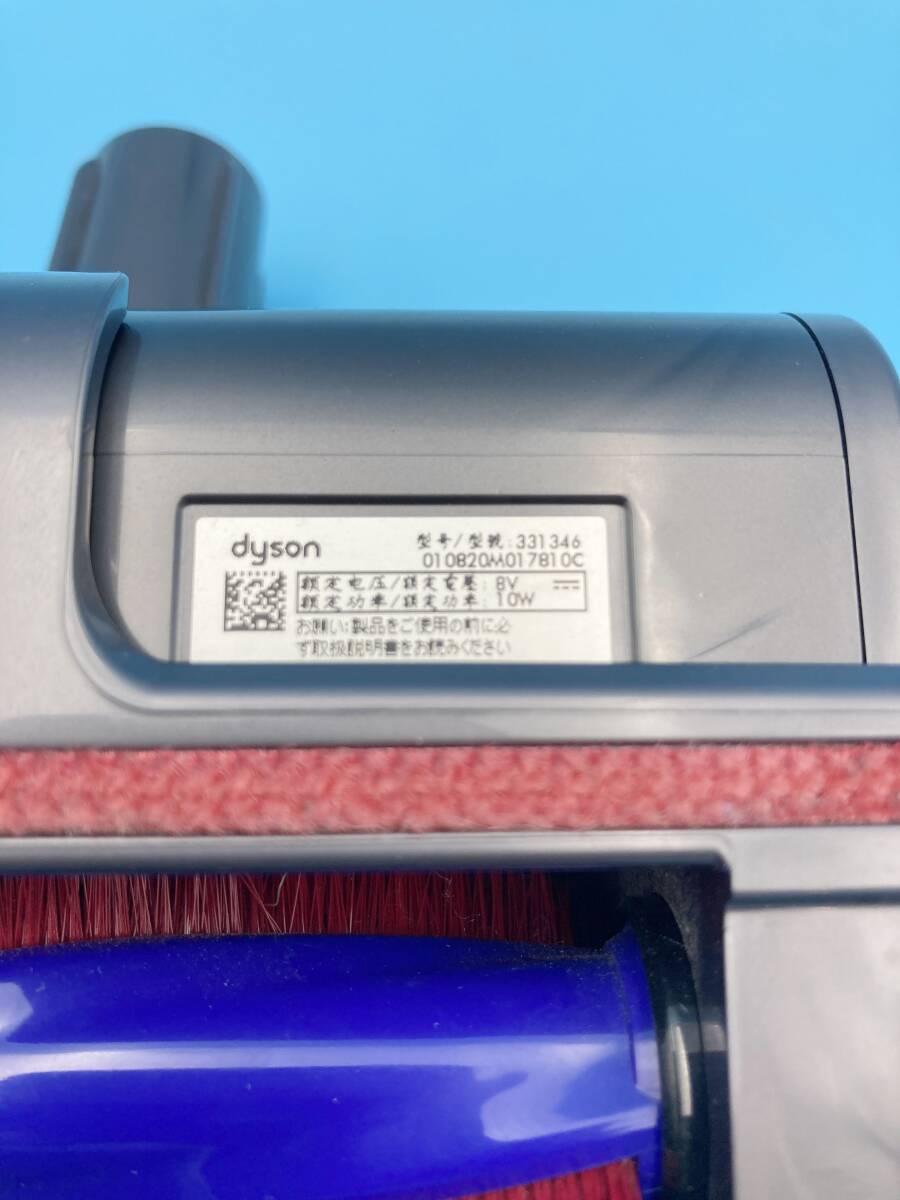 dyson
型号/型號: 331346
010820M017810C
额定电压/額定電壓: 8V
额定功率/額定功率: 10W
お願い:製品をご使用の前に必
ず取扱説明書をお読みください